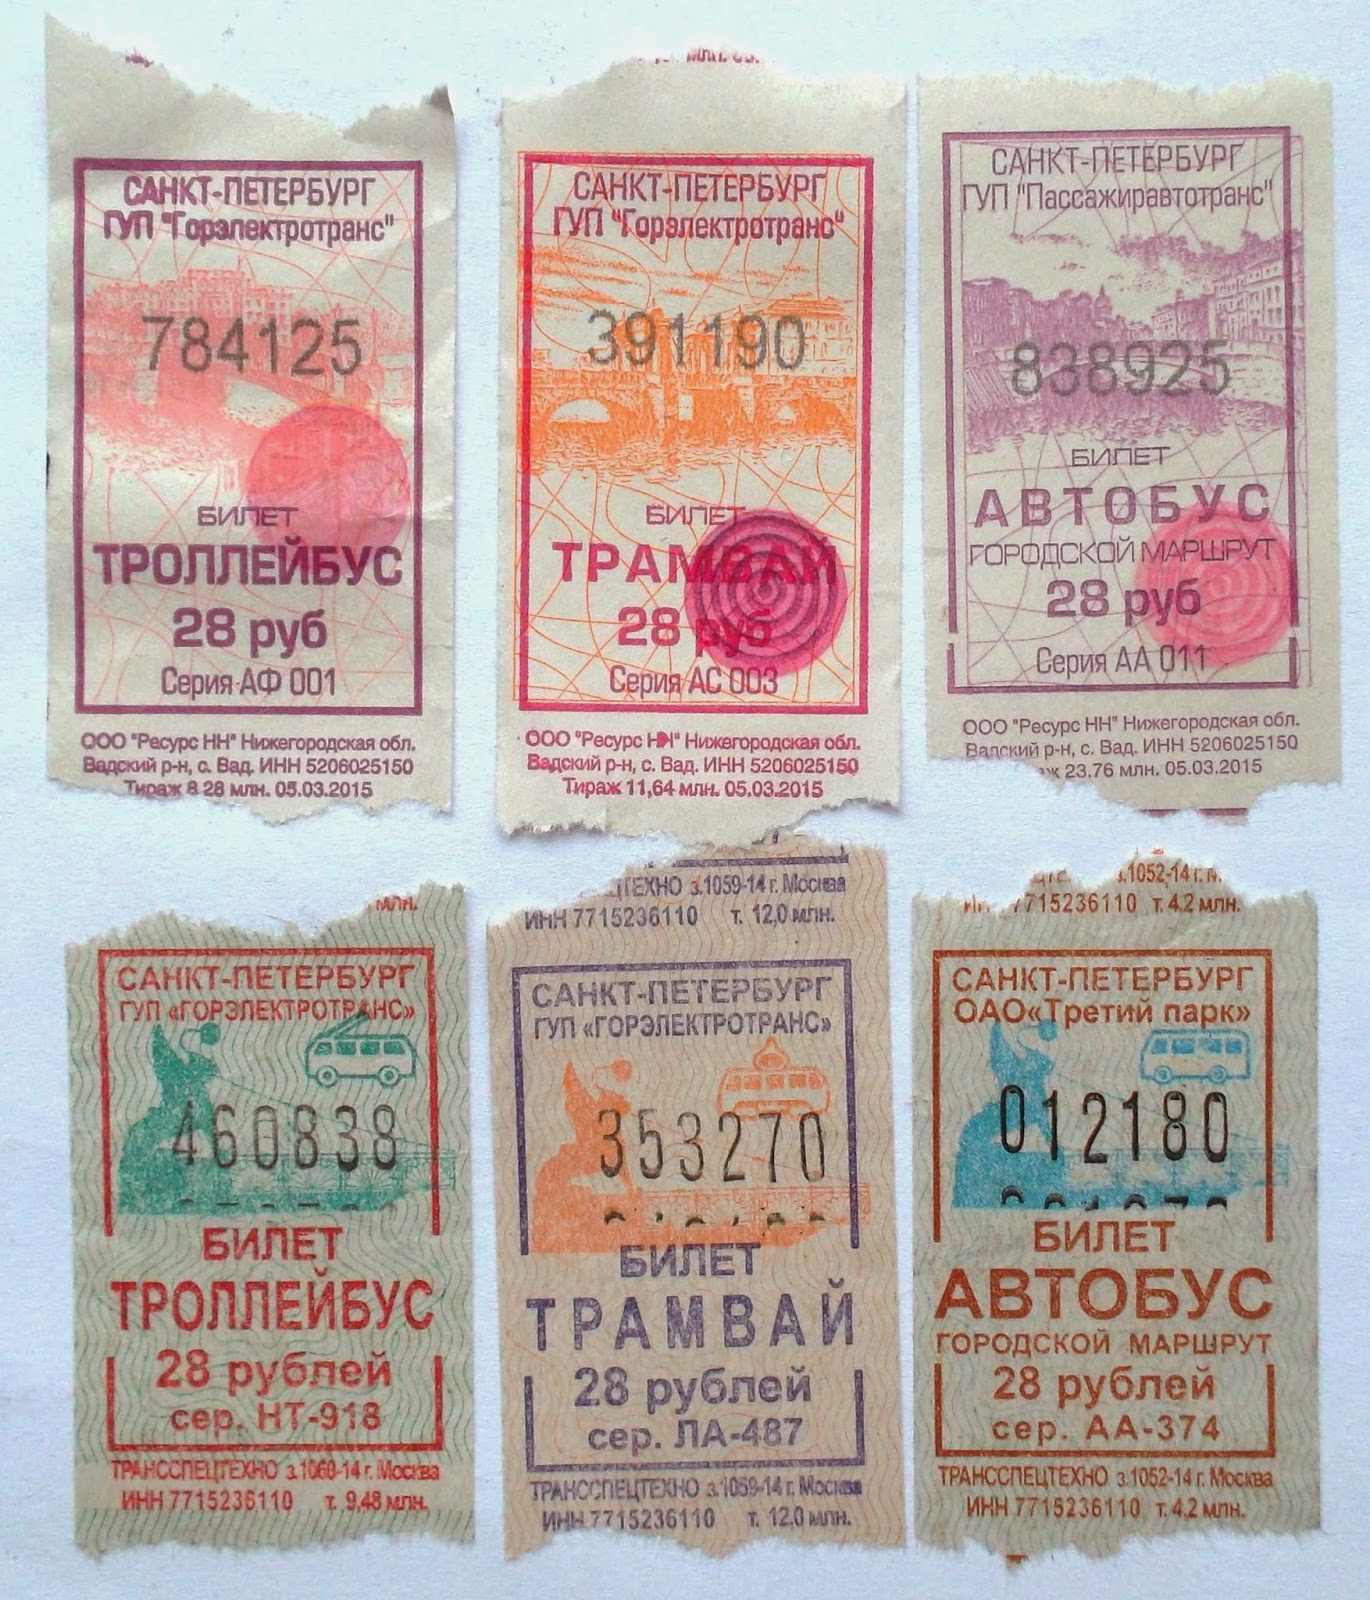 млн.
САНКТ-ПЕТЕРБУРГ
ГУП "Горэлектротранс"
784125
БИЛЕТ
ТРОЛЛЕЙБУС
28 руб
Серия АФ 001
ООО "Ресурс НН" Нижегородская обл.
Вадский р-н, с. Вад. ИНН 5206025150
Тираж 8,28 млн. 05.03.2015
САНКТ-ПЕТЕРБУРГ
ГУП "Горэлектротранс"
391190
БИЛЕТ
ТРАМВАЙ
28 руб
Серия АС 003
ООО "Ресурс НН" Нижегородская обл.
Вадский р-н, с. Вад. ИНН 5206025150
Тираж 11,64 млн. 05.03.2015
САНКТ-ПЕТЕРБУРГ
ГУП "Пассажиравтотранс"
838925
БИЛЕТ
АВТОБУС
ГОРОДСКОЙ МАРШРУТ
28 руб
Серия АА 011
ООО "Ресурс НН" Нижегородская обл.
Вадский р-н, с. Вад. ИНН 5206025150
23,76 млн. 05.03.2015
млн.
САНКТ-ПЕТЕРБУРГ
ГУП «ГОРЭЛЕКТРОТРАНС»
460838
БИЛЕТ
ТРОЛЛЕЙБУС
28 рублей
сер. НТ-918
ТРАНССПЕЦТЕХНО з.1060-14 г. Москва
ИНН 7715236110 т. 9,48 млн.
з.1059-14 г. Москва
ИНН 7715236110 т. 12,0 млн.
САНКТ-ПЕТЕРБУРГ
ГУП «ГОРЭЛЕКТРОТРАНС»
353270
БИЛЕТ
ТРАМВАЙ
28 рублей
сер. ЛА-487
ТРАНССПЕЦТЕХНО з.1059-14 г. Москва
ИНН 7715236110 т. 12,0 млн.
з.1052-14 г.
7715236110 т. 4.2 млн.
САНКТ-ПЕТЕРБУРГ
ОАО«Третий парк»
012180
БИЛЕТ
АВТОБУС
ГОРОДСКОЙ МАРШРУТ
28 рублей
сер. АА-374
ТРАНССПЕЦТЕХНО з.1052-14 г. Москва
ИНН 7715236110 т. 4.2 млн.